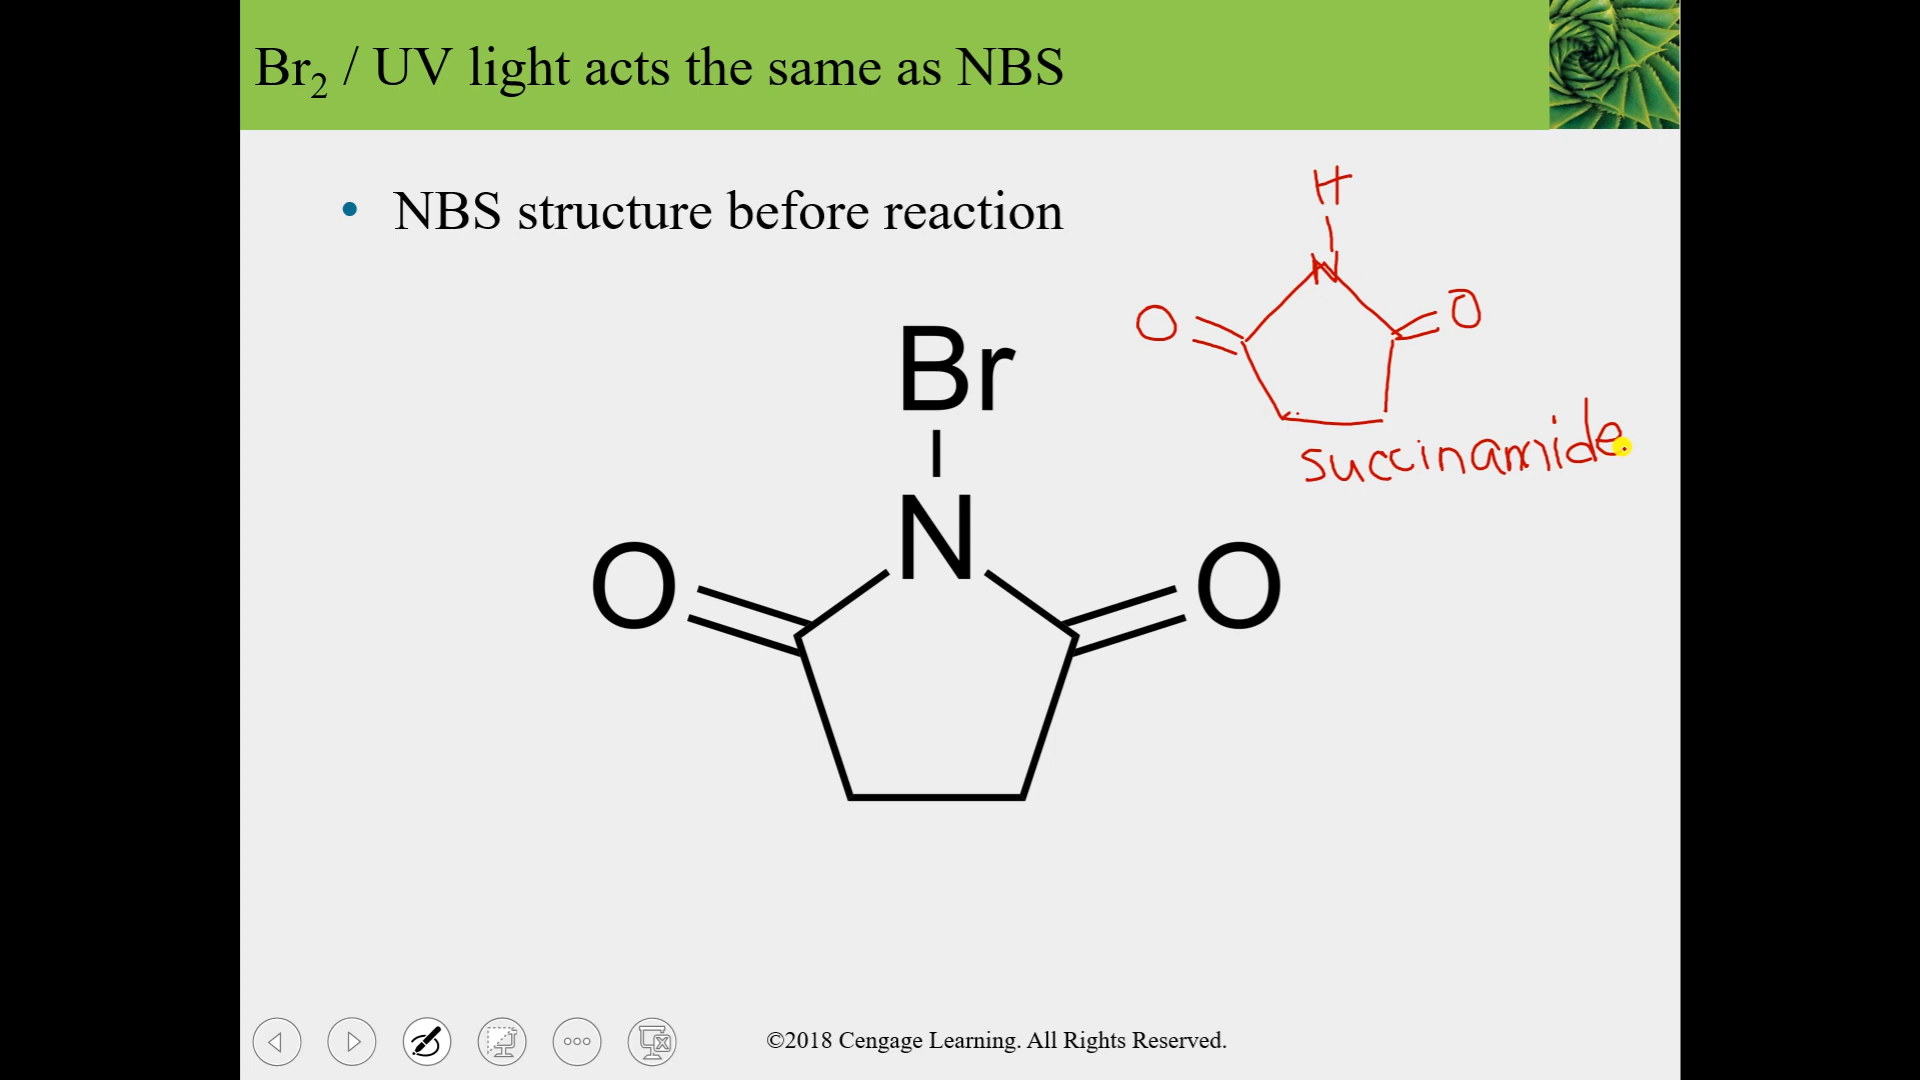 Br₂ / UV light acts the same as NBS
• NBS structure before reaction
H
N
O O
succinamide
Br
N
O O
©2018 Cengage Learning. All Rights Reserved.